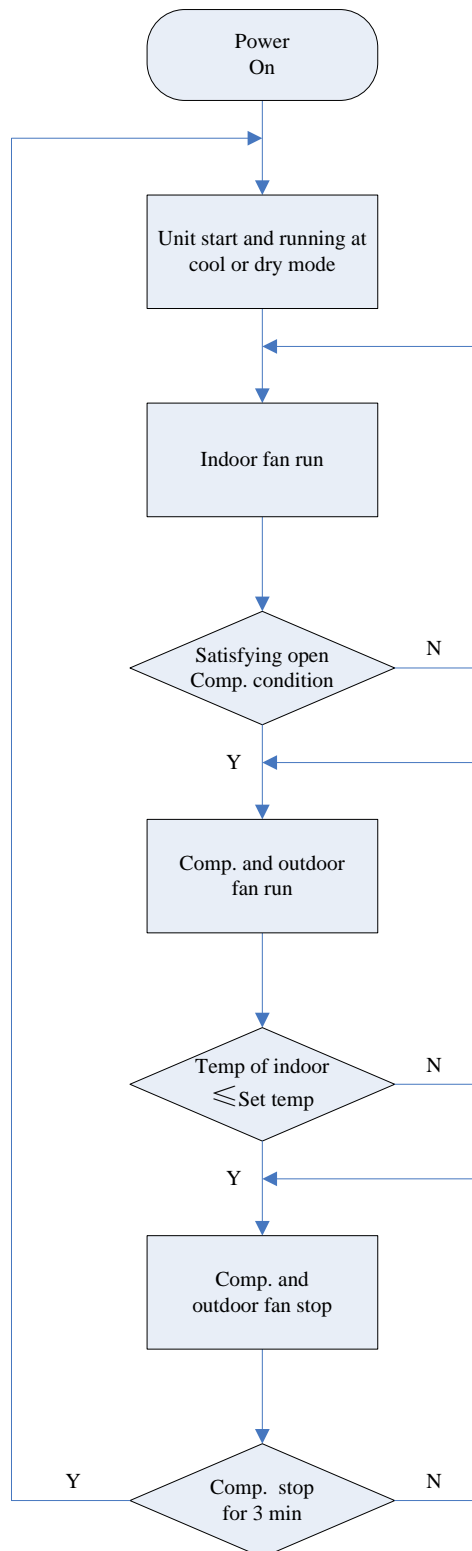 Power
On
Unit start and running at
cool or dry mode
Indoor fan run
Satisfying open
Comp. condition
N
Y
Comp. and outdoor
fan run
Temp of indoor
≤Set temp
N
Y
Comp. and
outdoor fan stop
Y
Comp. stop
for 3 min
N